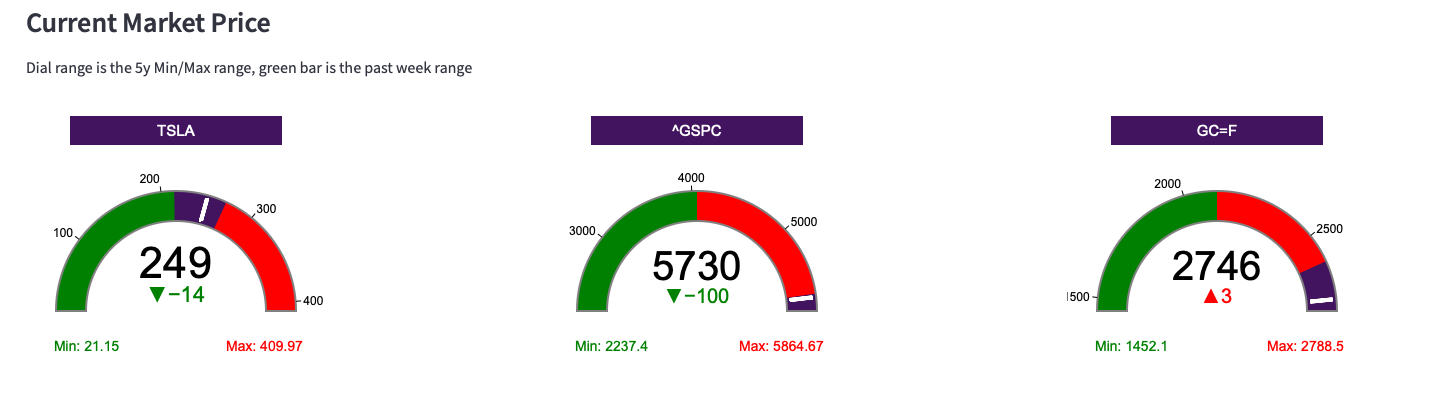 Current Market Price
Dial range is the 5y Min/Max range, green bar is the past week range
TSLA
100
200
300
400
249
▼−14
Min: 21.15
Max: 409.97
^GSPC
3000
4000
5000
5730
▼−100
Min: 2237.4
Max: 5864.67
GC=F
500
2000
2500
2746
▲3
Min: 1452.1
Max: 2788.5